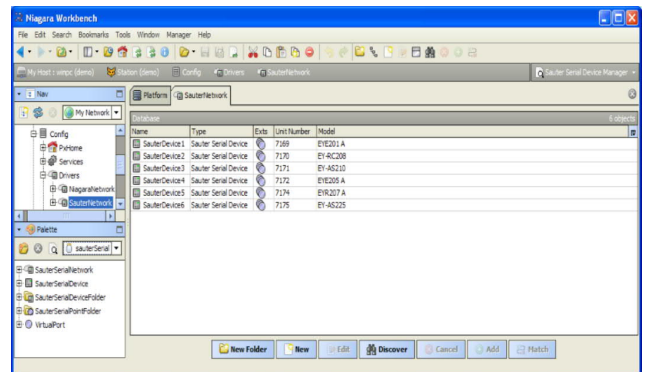 Niagara Workbench
File Edit Search Bookmarks Tools Window Manager Help
My Host : winpc (demo) Station (demo) Config Drivers SauterNetwork Sauter Serial Device Manager
Nav
My Network
Config
PxHome
Services
Drivers
NiagaraNetwork
SauterNetwork
Palette
sauterSerial
SauterSerialNetwork
SauterSerialDevice
SauterSerialDeviceFolder
SauterSerialPointFolder
VirtualPort
Platform SauterNetwork
Database 6 objects
Name Type Exts Unit Number Model
SauterDevice1 Sauter Serial Device 7169 EYE201 A
SauterDevice2 Sauter Serial Device 7170 EY-RC208
SauterDevice3 Sauter Serial Device 7171 EY-AS210
SauterDevice4 Sauter Serial Device 7172 EYE205 A
SauterDevice5 Sauter Serial Device 7174 EYR207 A
SauterDevice6 Sauter Serial Device 7175 EY-AS225
New Folder New Edit Discover Cancel Add Match